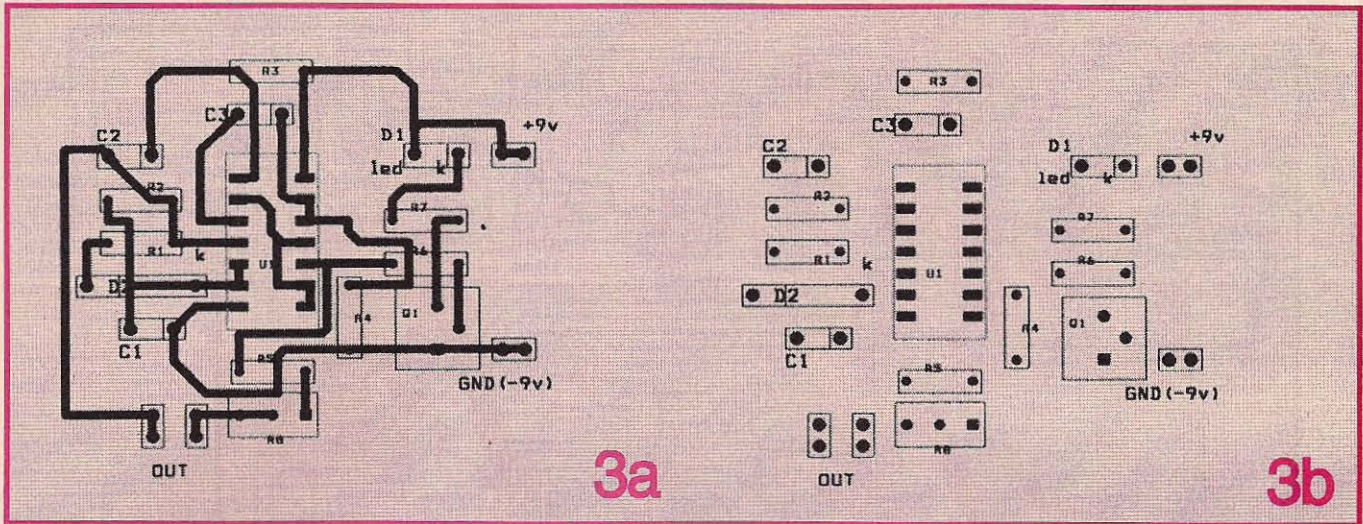 R3
C3
+9v
C2
D1
led k
R2
R7
R1 k
R6
U1
D2
R4
Q1
C1
R5
GND(-9v)
R8
OUT
3a
R3
C3
+9v
C2
D1
led k
R2
R7
R1 k
R6
U1
D2
R4
Q1
C1
R5
GND(-9v)
R8
OUT
3b